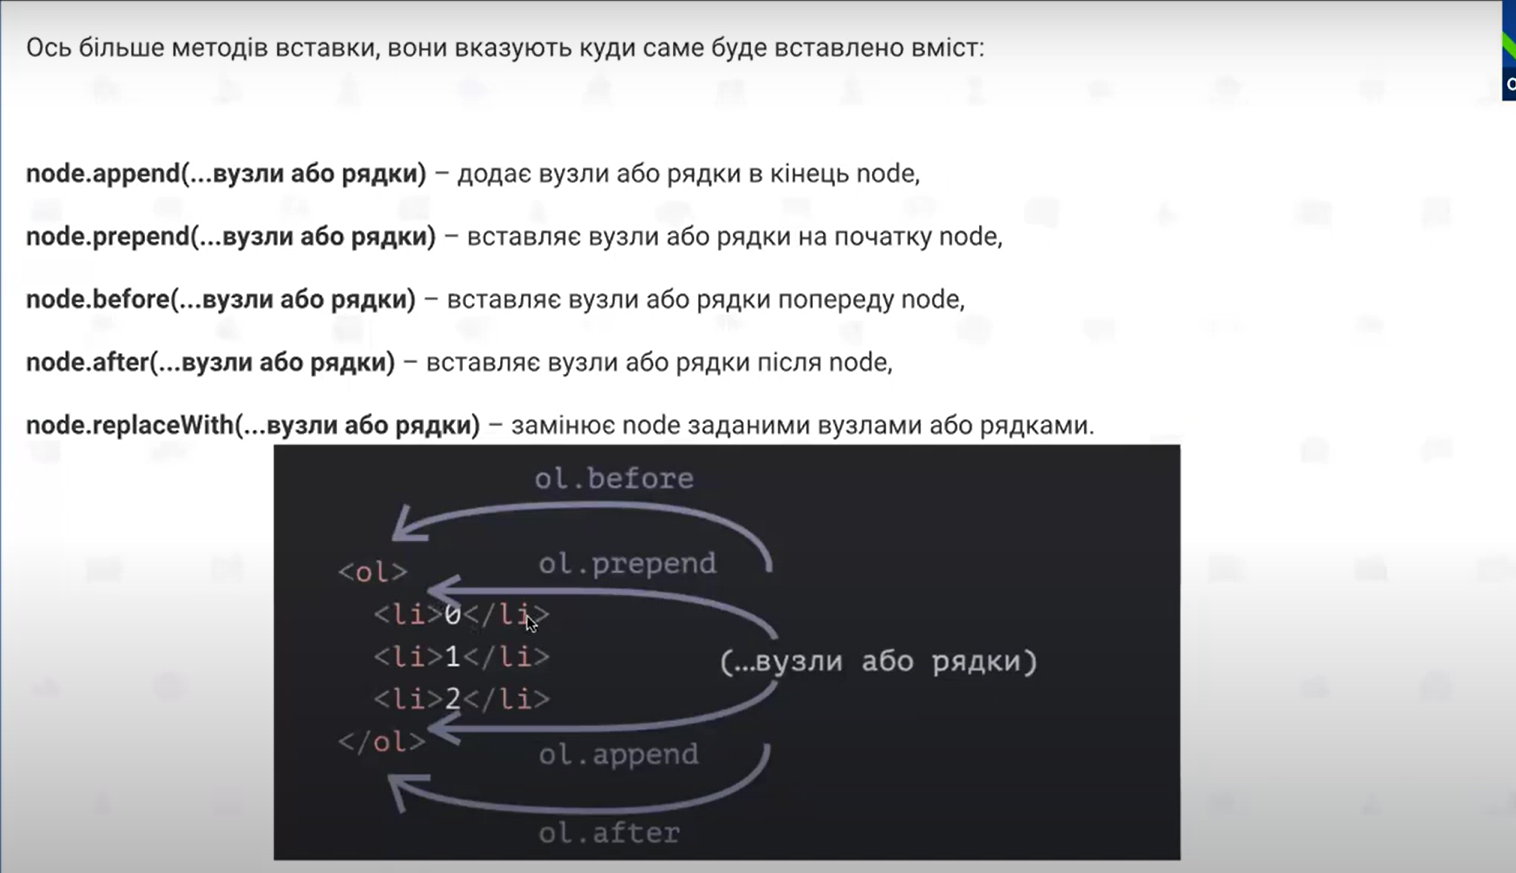 Ось більше методів вставки, вони вказують куди саме буде вставлено вміст:
node.append(...вузли або рядки) – додає вузли або рядки в кінець node,
node.prepend(...вузли або рядки) – вставляє вузли або рядки на початку node,
node.before(...вузли або рядки) – вставляє вузли або рядки попереду node,
node.after(...вузли або рядки) – вставляє вузли або рядки після node,
node.replaceWith(...вузли або рядки) – замінює node заданими вузлами або рядками.
ol.before
<ol>
ol.prepend
<li>0</li>
<li>1</li>
(…вузли або рядки)
<li>2</li>
</ol>
ol.append
ol.after